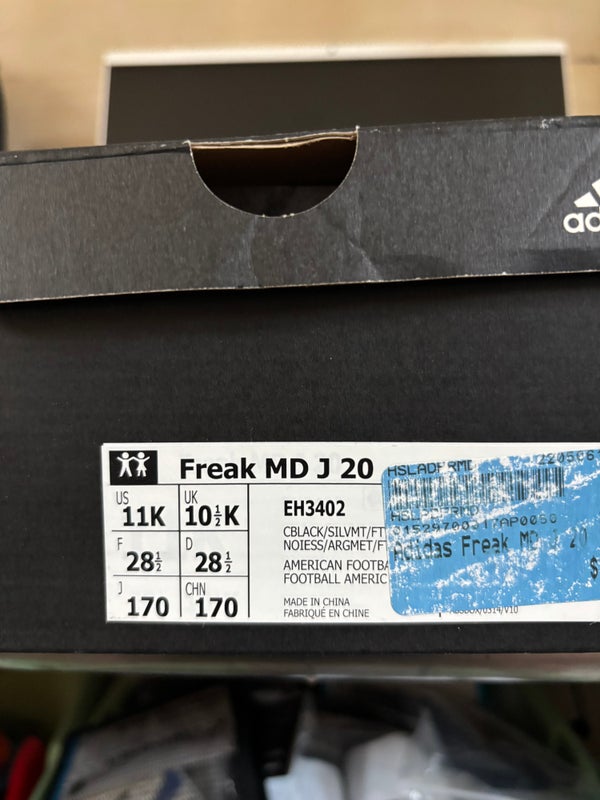 Freak MD J 20
US
11K
UK
10½K
F
28½
D
28½
J
170
CHN
170
EH3402
CBLACK/SILVMT/FT
NOIESS/ARGMET/F
AMERICAN FOOTBA
FOOTBALL AMERIC
MADE IN CHINA
FABRIQUÉ EN CHINE
HSLADFRMD
HSLADFRMD
Adidas Freak MD J 20
$